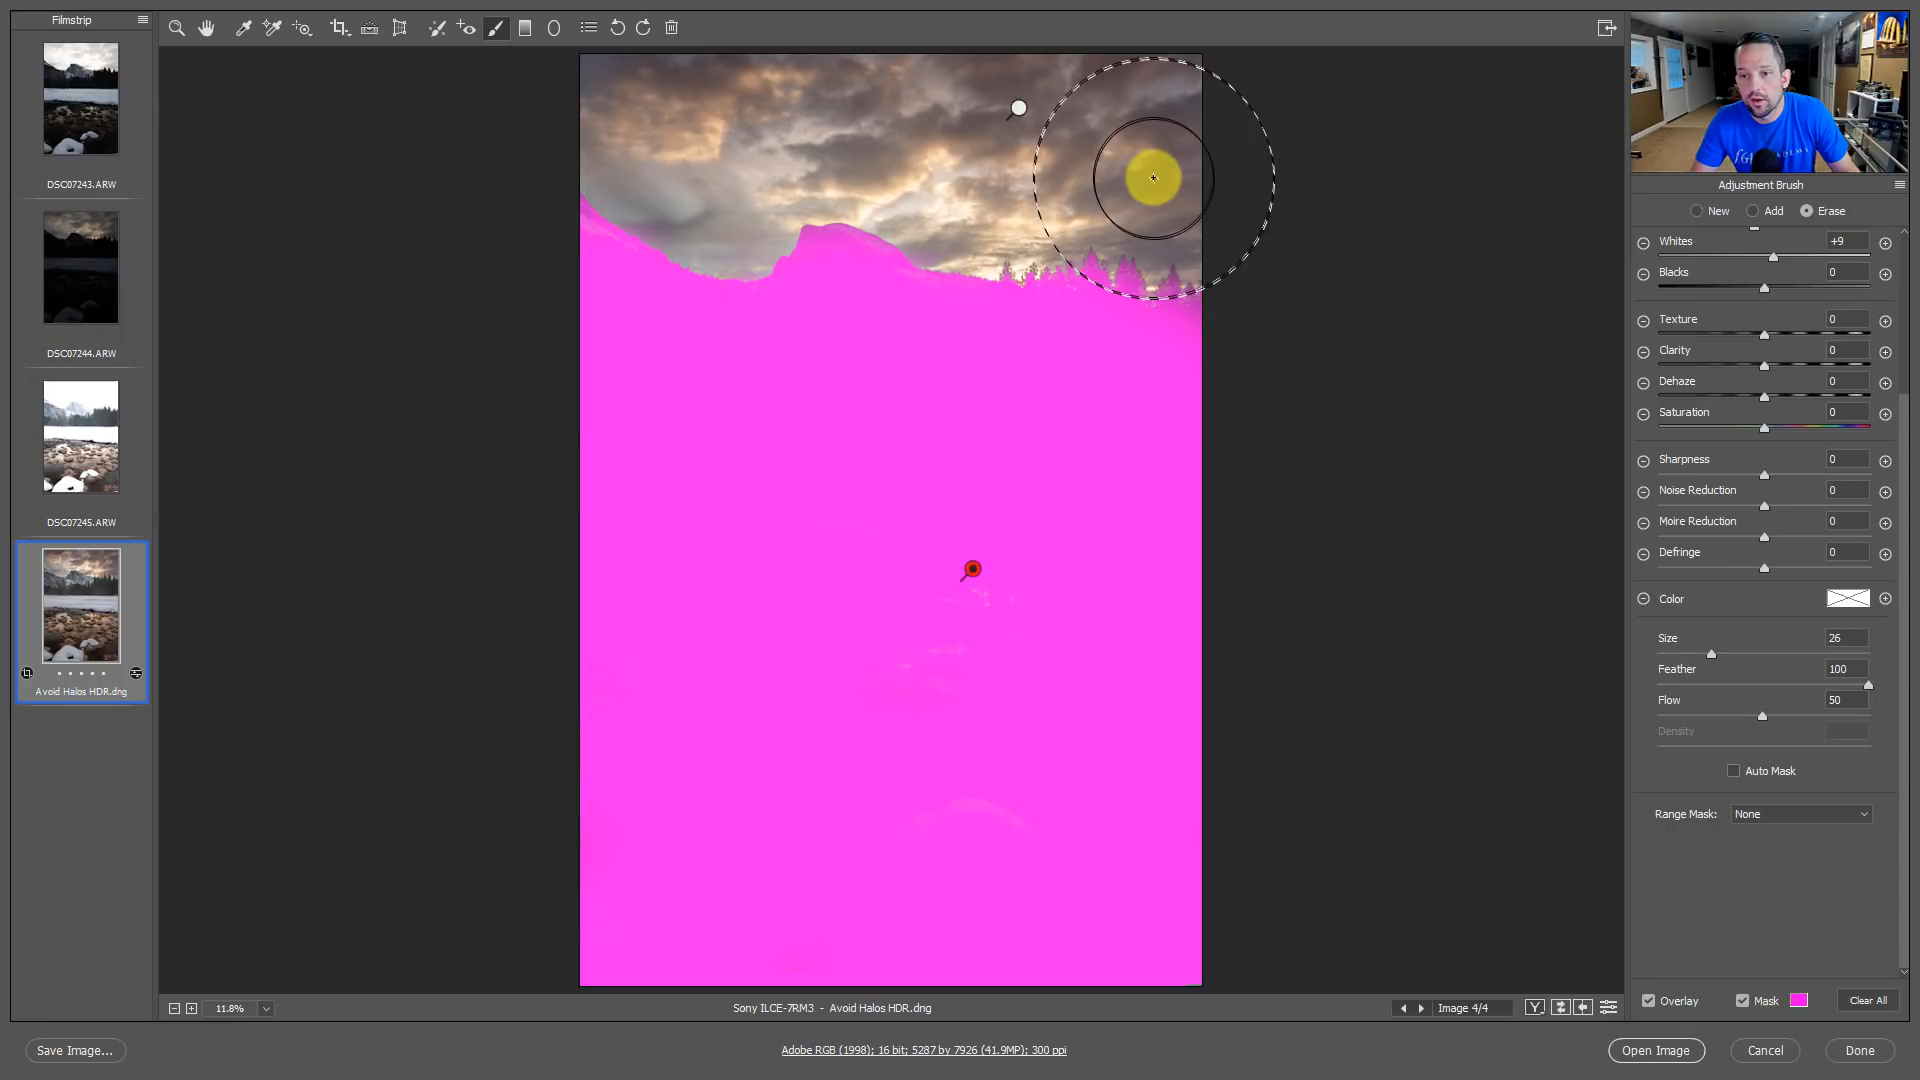 Filmstrip
DSC07243.ARW
DSC07244.ARW
DSC07245.ARW
Avoid Halos HDR.dng
Adjustment Brush
New Add Erase
Whites +9
Blacks 0
Texture 0
Clarity 0
Dehaze 0
Saturation 0
Sharpness 0
Noise Reduction 0
Moire Reduction 0
Defringe 0
Color
Size 26
Feather 100
Flow 50
Density
Auto Mask
Range Mask: None
Overlay Mask Clear All
11.8%
Sony ILCE-7RM3 - Avoid Halos HDR.dng
Image 4/4
Y
Save Image...
Adobe RGB (1998); 16 bit; 5287 by 7926 (41.9MP); 300 ppi
Open Image Cancel Done